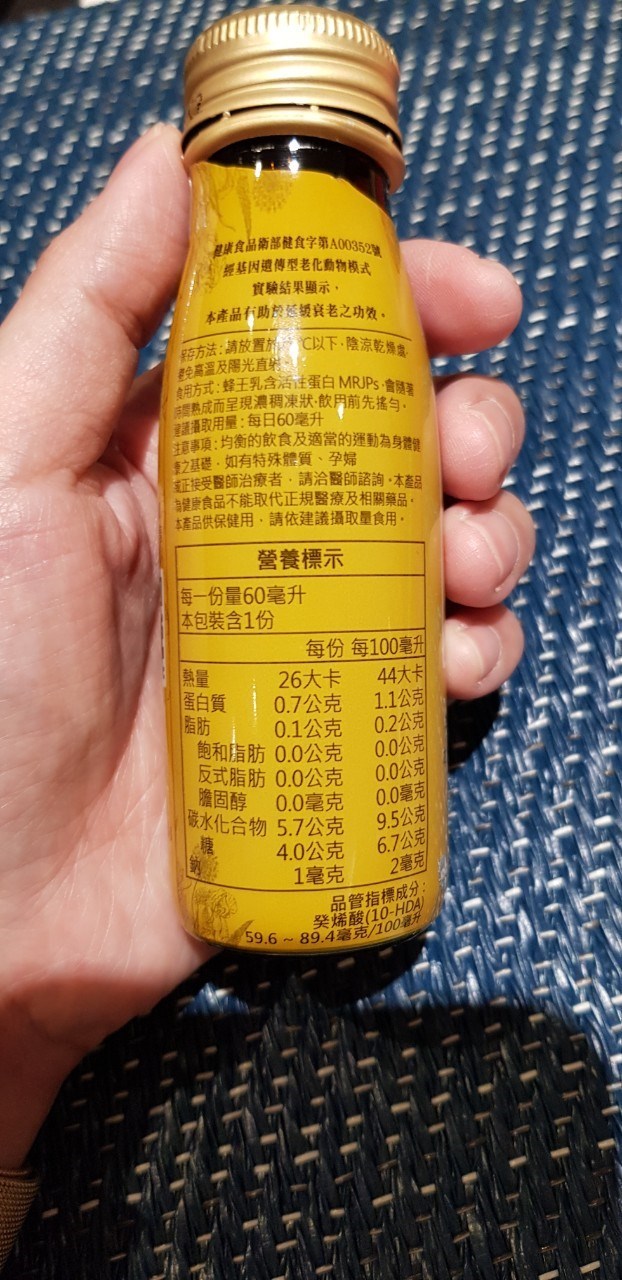 健康食品衛部健食字第A00352號
經基因遺傳型老化動物模式
實驗結果顯示，
本產品有助於延緩衰老之功效。
保存方法：請放置於 ℃以下，陰涼乾燥處，
避免高溫及陽光直射
食用方式：蜂王乳含活性蛋白 MRJPs，會隨著
時間熟成而呈現濃稠凍狀，飲用前先搖勻。
建議攝取用量：每日60毫升
注意事項：均衡的飲食及適當的運動為身體健
康之基礎，如有特殊體質、孕婦
或正接受醫師治療者，請洽醫師諮詢。本產品
為健康食品不能取代正規醫療及相關藥品。
本產品供保健用，請依建議攝取量食用。
營養標示
每一份量60毫升
本包裝含1份
每份 每100毫升
熱量 26大卡 44大卡
蛋白質 0.7公克 1.1公克
脂肪 0.1公克 0.2公克
飽和脂肪 0.0公克 0.0公克
反式脂肪 0.0公克 0.0公克
膽固醇 0.0毫克 0.0毫克
碳水化合物 5.7公克 9.5公克
糖 4.0公克 6.7公克
鈉 1毫克 2毫克
品管指標成分：
癸烯酸(10-HDA)
59.6 ~ 89.4毫克/100毫升